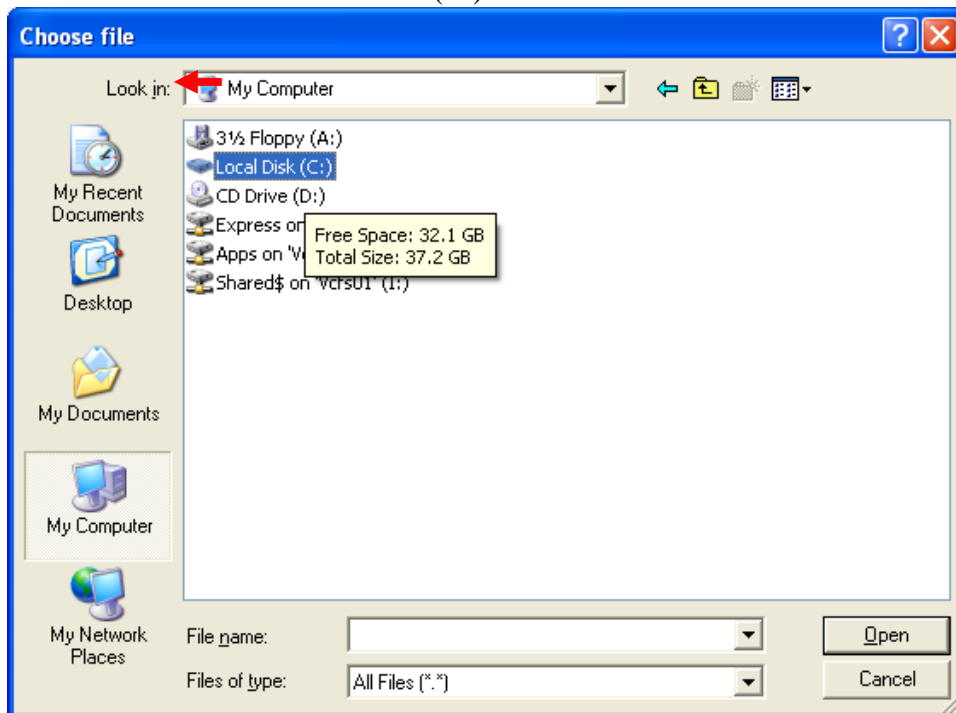 Choose file
Look in:
My Computer
3½ Floppy (A:)
Local Disk (C:)
CD Drive (D:)
Express on
Free Space: 32.1 GB
Apps on
Total Size: 37.2 GB
Shared$ on 'Vcfs01' (I:)
My Recent
Documents
Desktop
My Documents
My Computer
My Network
Places
File name:
Open
Files of type:
All Files (*.*)
Cancel